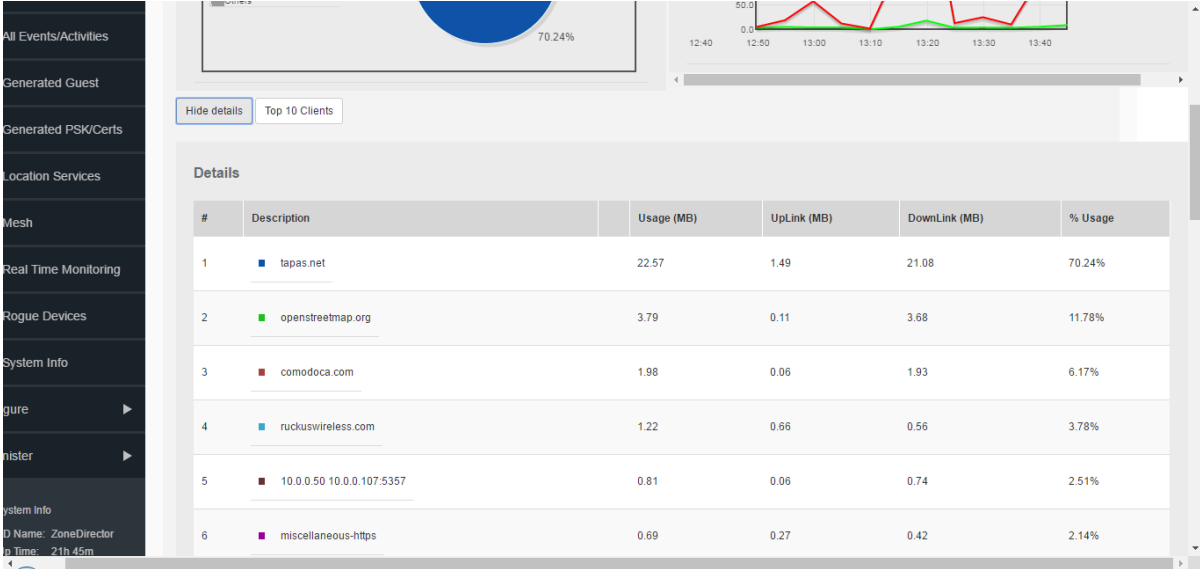 Others
70.24%
50.0
0.0
12:40 12:50 13:00 13:10 13:20 13:30 13:40
All Events/Activities
Generated Guest
Generated PSK/Certs
Location Services
Mesh
Real Time Monitoring
Rogue Devices
System Info
gure
nister
ystem Info
D Name: ZoneDirector
p Time: 21h 45m
Hide details Top 10 Clients
Details
# Description Usage (MB) UpLink (MB) DownLink (MB) % Usage
1 tapas.net 22.57 1.49 21.08 70.24%
2 openstreetmap.org 3.79 0.11 3.68 11.78%
3 comodoca.com 1.98 0.06 1.93 6.17%
4 ruckuswireless.com 1.22 0.66 0.56 3.78%
5 10.0.0.50 10.0.0.107:5357 0.81 0.06 0.74 2.51%
6 miscellaneous-https 0.69 0.27 0.42 2.14%